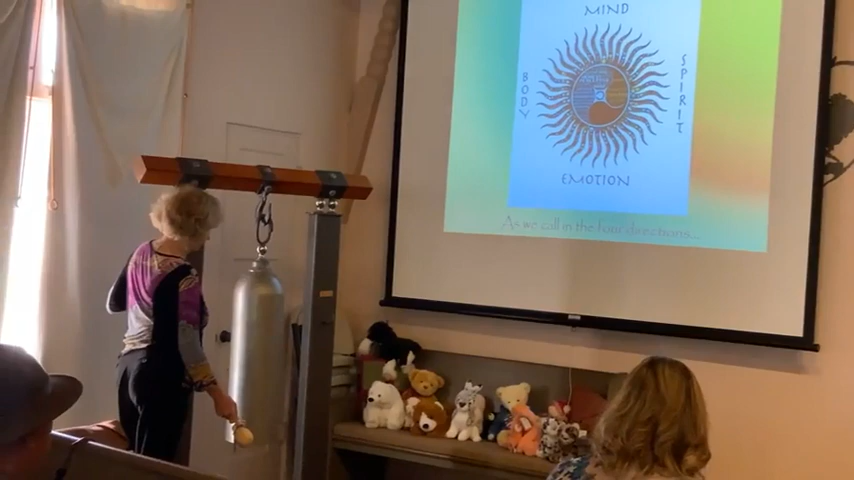 MIND
BODY
SPIRIT
EMOTION
As we call in the four directions...